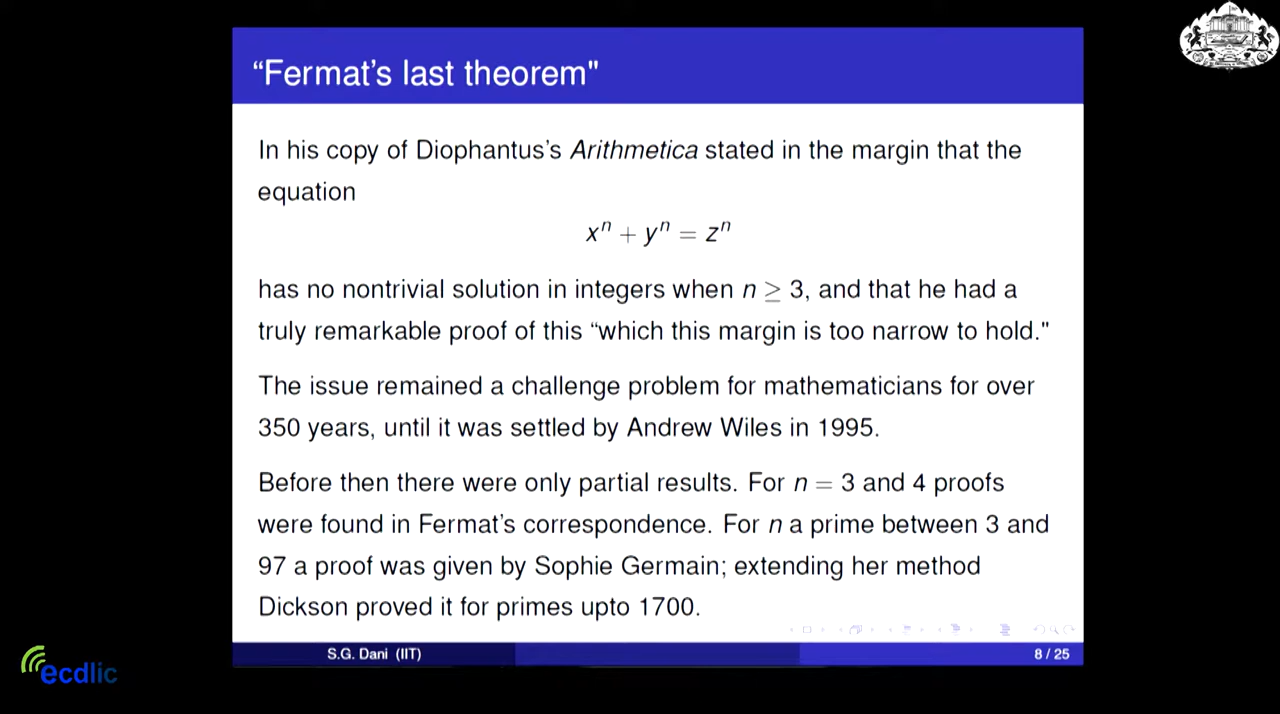 “Fermat's last theorem"
In his copy of Diophantus's Arithmetica stated in the margin that the
equation
xⁿ + yⁿ = zⁿ
has no nontrivial solution in integers when n ≥ 3, and that he had a
truly remarkable proof of this “which this margin is too narrow to hold."
The issue remained a challenge problem for mathematicians for over
350 years, until it was settled by Andrew Wiles in 1995.
Before then there were only partial results. For n = 3 and 4 proofs
were found in Fermat's correspondence. For n a prime between 3 and
97 a proof was given by Sophie Germain; extending her method
Dickson proved it for primes upto 1700.
S.G. Dani (IIT)
8 / 25
ecdlic